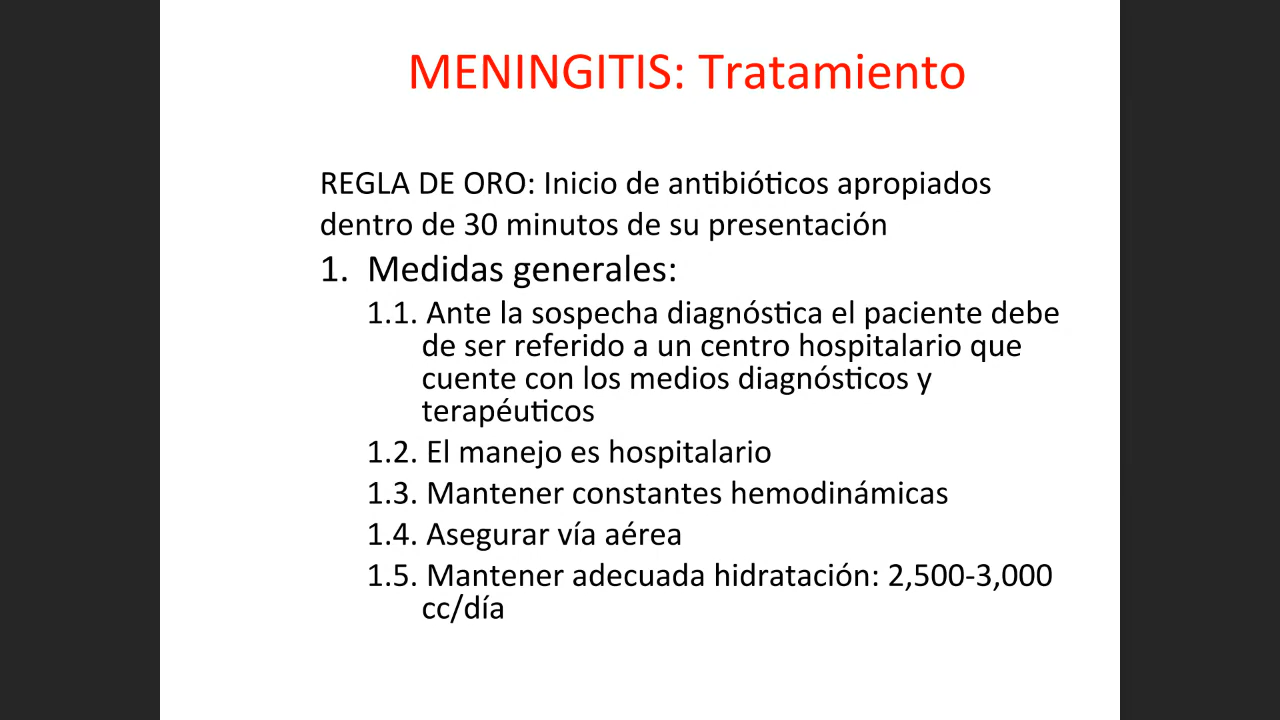 MENINGITIS: Tratamiento
REGLA DE ORO: Inicio de antibióticos apropiados
dentro de 30 minutos de su presentación
1. Medidas generales:
1.1. Ante la sospecha diagnóstica el paciente debe
de ser referido a un centro hospitalario que
cuente con los medios diagnósticos y
terapéuticos
1.2. El manejo es hospitalario
1.3. Mantener constantes hemodinámicas
1.4. Asegurar vía aérea
1.5. Mantener adecuada hidratación: 2,500-3,000
cc/día